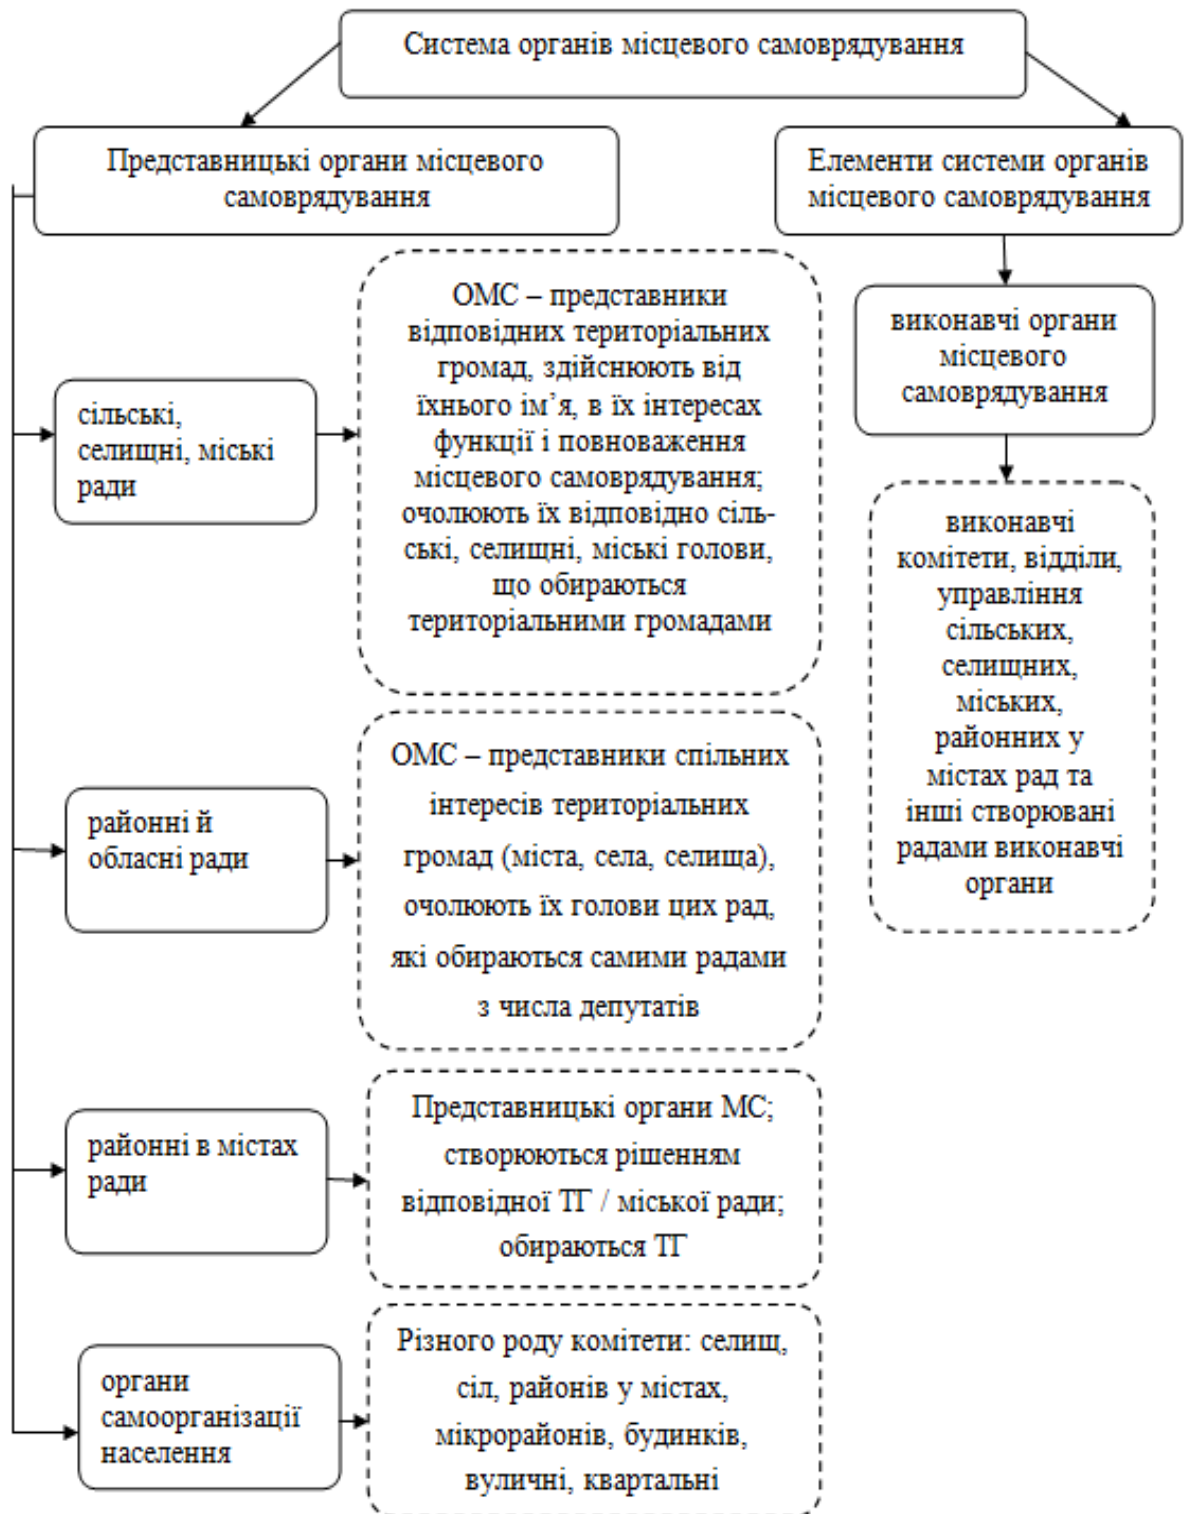 Система органів місцевого самоврядування
Представницькі органи місцевого
самоврядування
Елементи системи органів
місцевого самоврядування
сільські,
селищні, міські
ради
ОМС – представники
відповідних територіальних
громад, здійснюють від
їхнього ім’я, в їх інтересах
функції і повноваження
місцевого самоврядування;
очолюють їх відповідно сіль-
ські, селищні, міські голови,
що обираються
територіальними громадами
виконавчі органи
місцевого
самоврядування
виконавчі
комітети, відділи,
управління
сільських,
селищних,
міських,
районних у
містах рад та
інші створювані
радами виконавчі
органи
районні й
обласні ради
ОМС – представники спільних
інтересів територіальних
громад (міста, села, селища),
очолюють їх голови цих рад,
які обираються самими радами
з числа депутатів
районні в містах
ради
Представницькі органи МС;
створюються рішенням
відповідної ТГ / міської ради;
обираються ТГ
органи
самоорганізації
населення
Різного роду комітети: селищ,
сіл, районів у містах,
мікрорайонів, будинків,
вуличні, квартальні